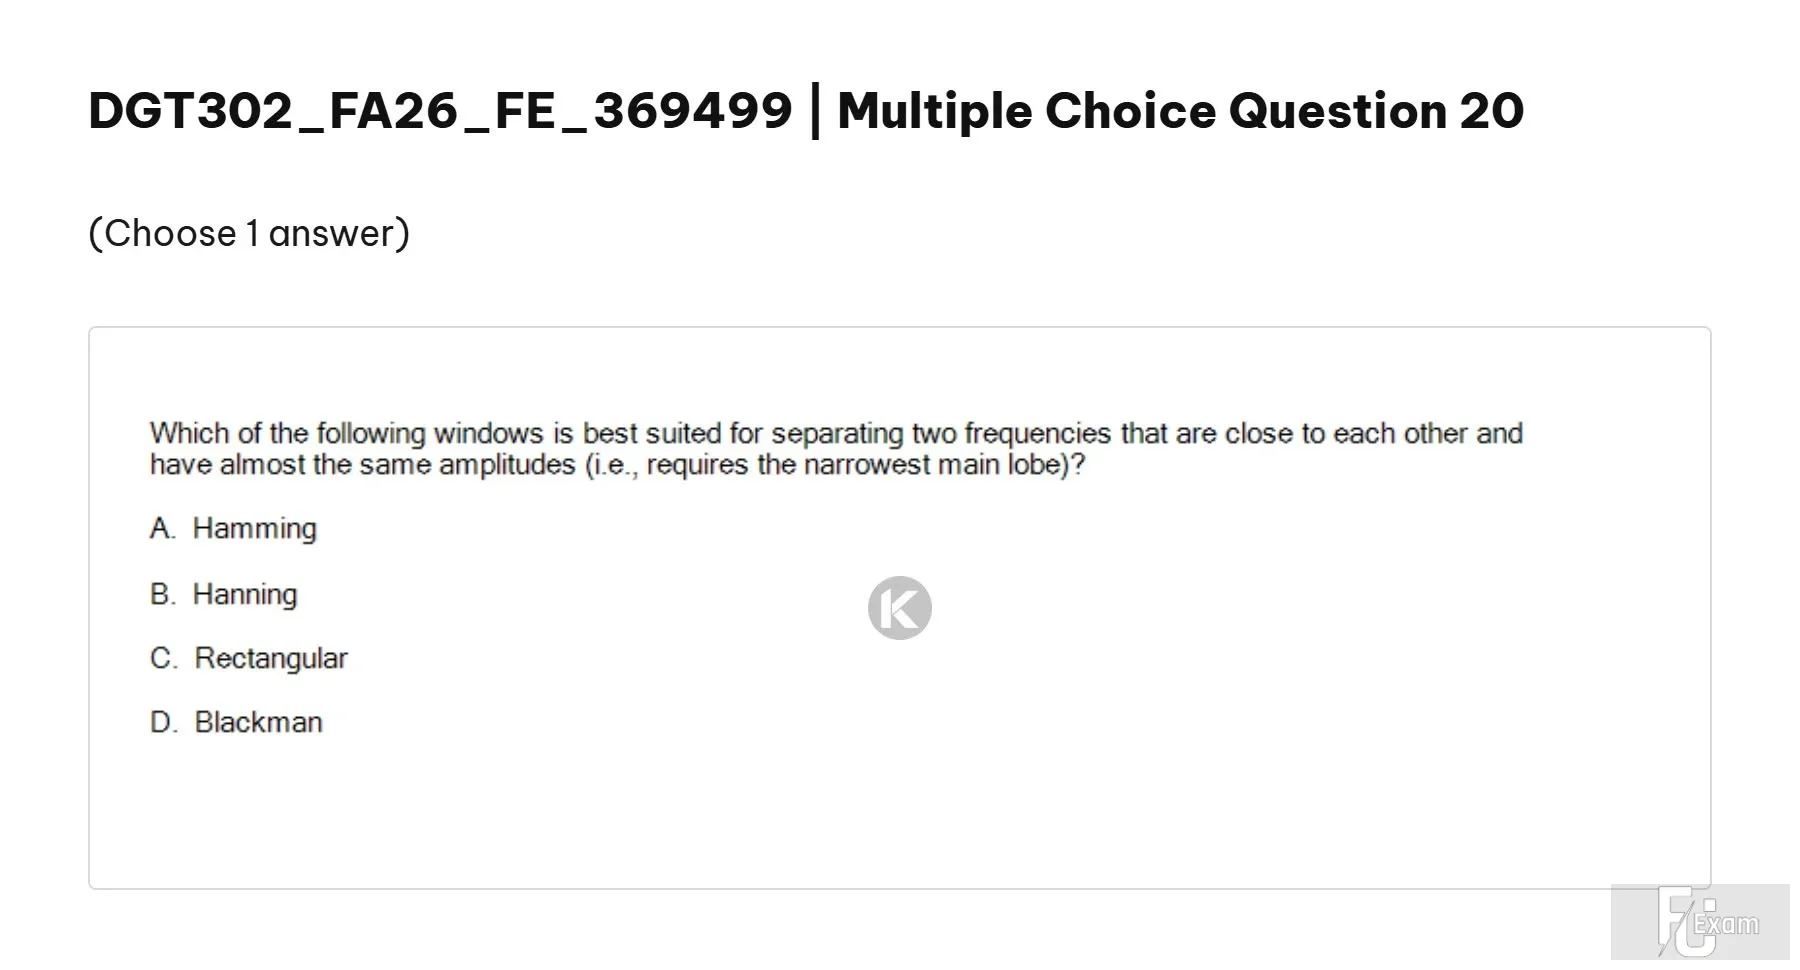 DGT302_FA26_FE_369499 | Multiple Choice Question 20
(Choose 1 answer)
Which of the following windows is best suited for separating two frequencies that are close to each other and
have almost the same amplitudes (i.e., requires the narrowest main lobe)?
A. Hamming
B. Hanning
K
C. Rectangular
D. Blackman
FU Exam